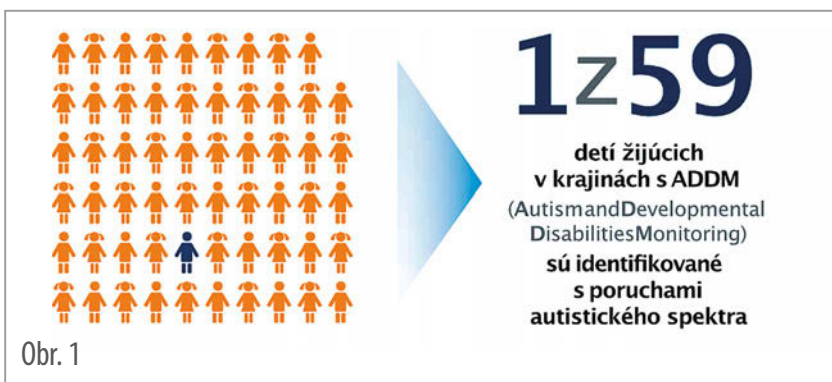 1z59
detí žijúcich
v krajinách s ADDM
(AutismandDevelopmental
DisabilitiesMonitoring)
sú identifikované
s poruchami
autistického spektra
Obr. 1